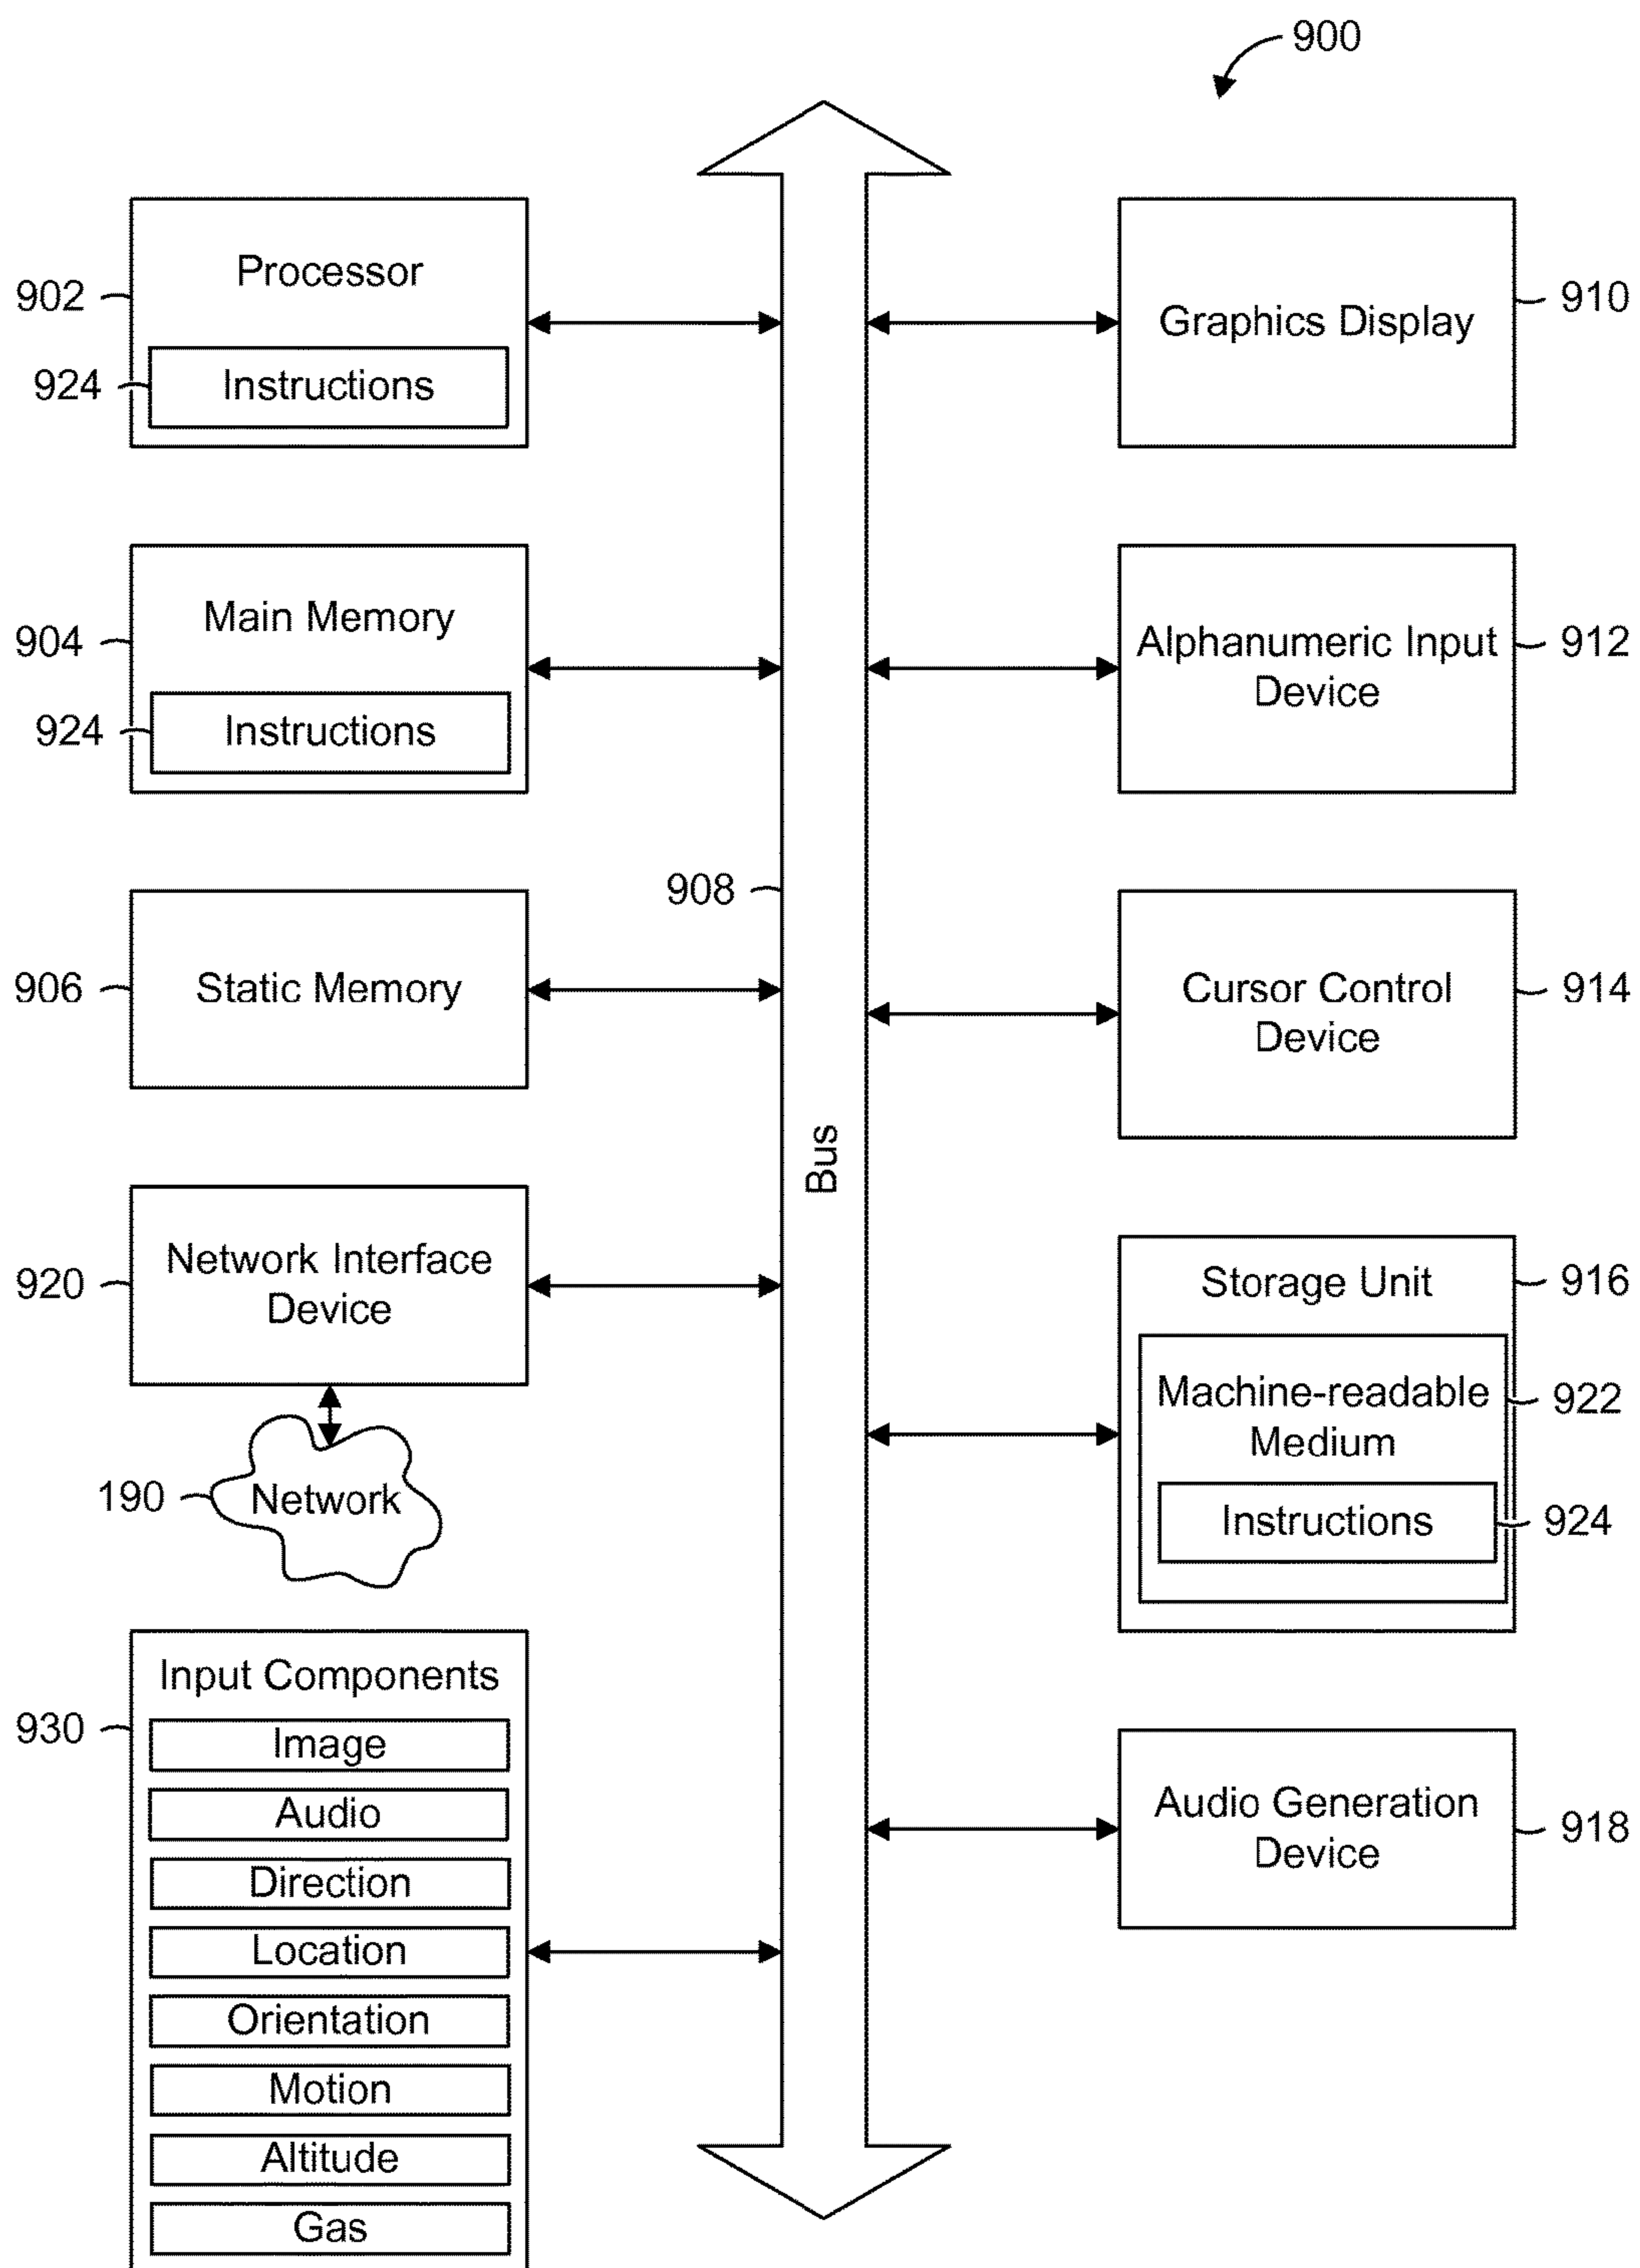 900
Processor
902
924
Instructions
Main Memory
904
924
Instructions
908
906
Static Memory
Network Interface
Device
920
190
Network
Input Components
930
Image
Audio
Direction
Location
Orientation
Motion
Altitude
Gas
Bus
Graphics Display
910
Alphanumeric Input
Device
912
Cursor Control
Device
914
Storage Unit
916
Machine-readable
Medium
922
Instructions
924
Audio Generation
Device
918